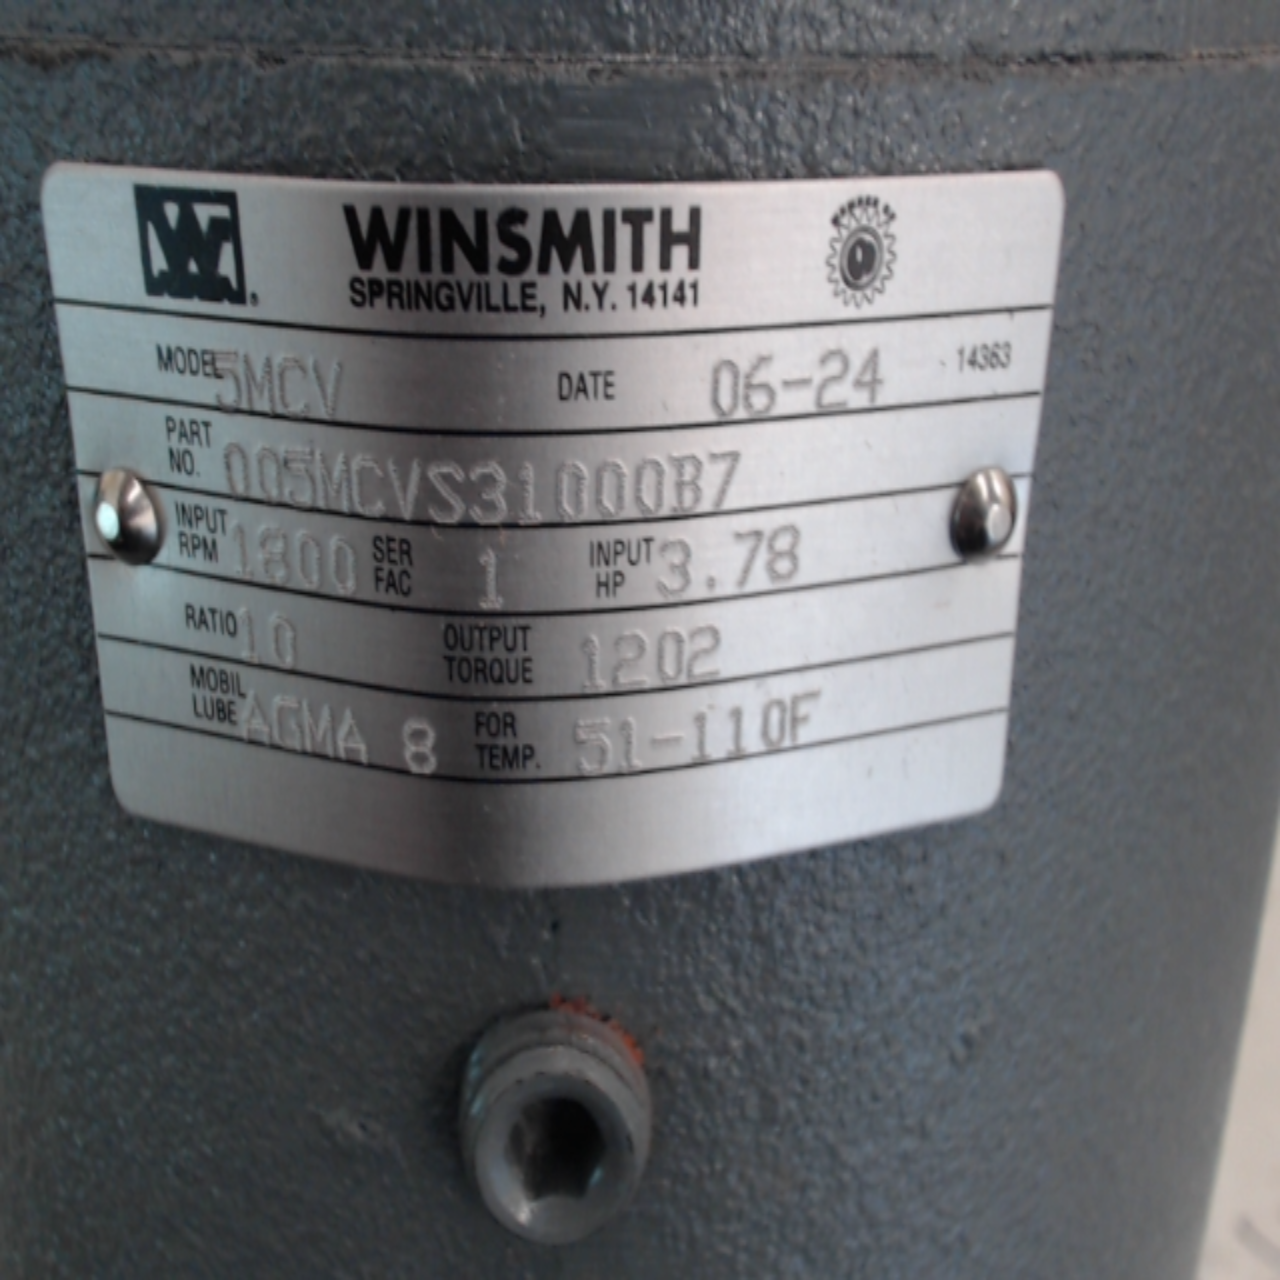 W
WINSMITH
SPRINGVILLE, N.Y. 14141
MODEL 5MCV DATE 06-24 14363
PART NO. 005MCVS31000B7
INPUT RPM 1800 SER FAC 1 INPUT HP 3.78
RATIO 10 OUTPUT TORQUE 1202
MOBIL LUBE AGMA 8 FOR TEMP. 51-110F